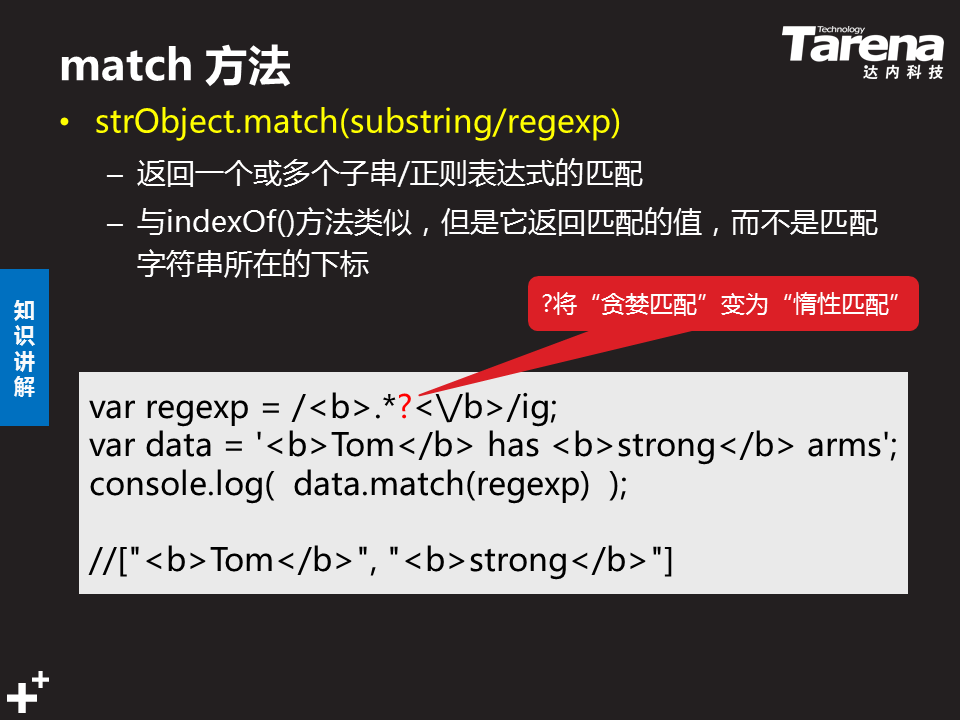 match 方法
Technology
Tarena
达内科技
• strObject.match(substring/regexp)
– 返回一个或多个子串/正则表达式的匹配
– 与indexOf()方法类似，但是它返回匹配的值，而不是匹配
字符串所在的下标
知
识
讲
解
?将“贪婪匹配”变为“惰性匹配”
var regexp = /<b>.*?<\/b>/ig;
var data = '<b>Tom</b> has <b>strong</b> arms';
console.log(  data.match(regexp)  );
//["<b>Tom</b>", "<b>strong</b>"]